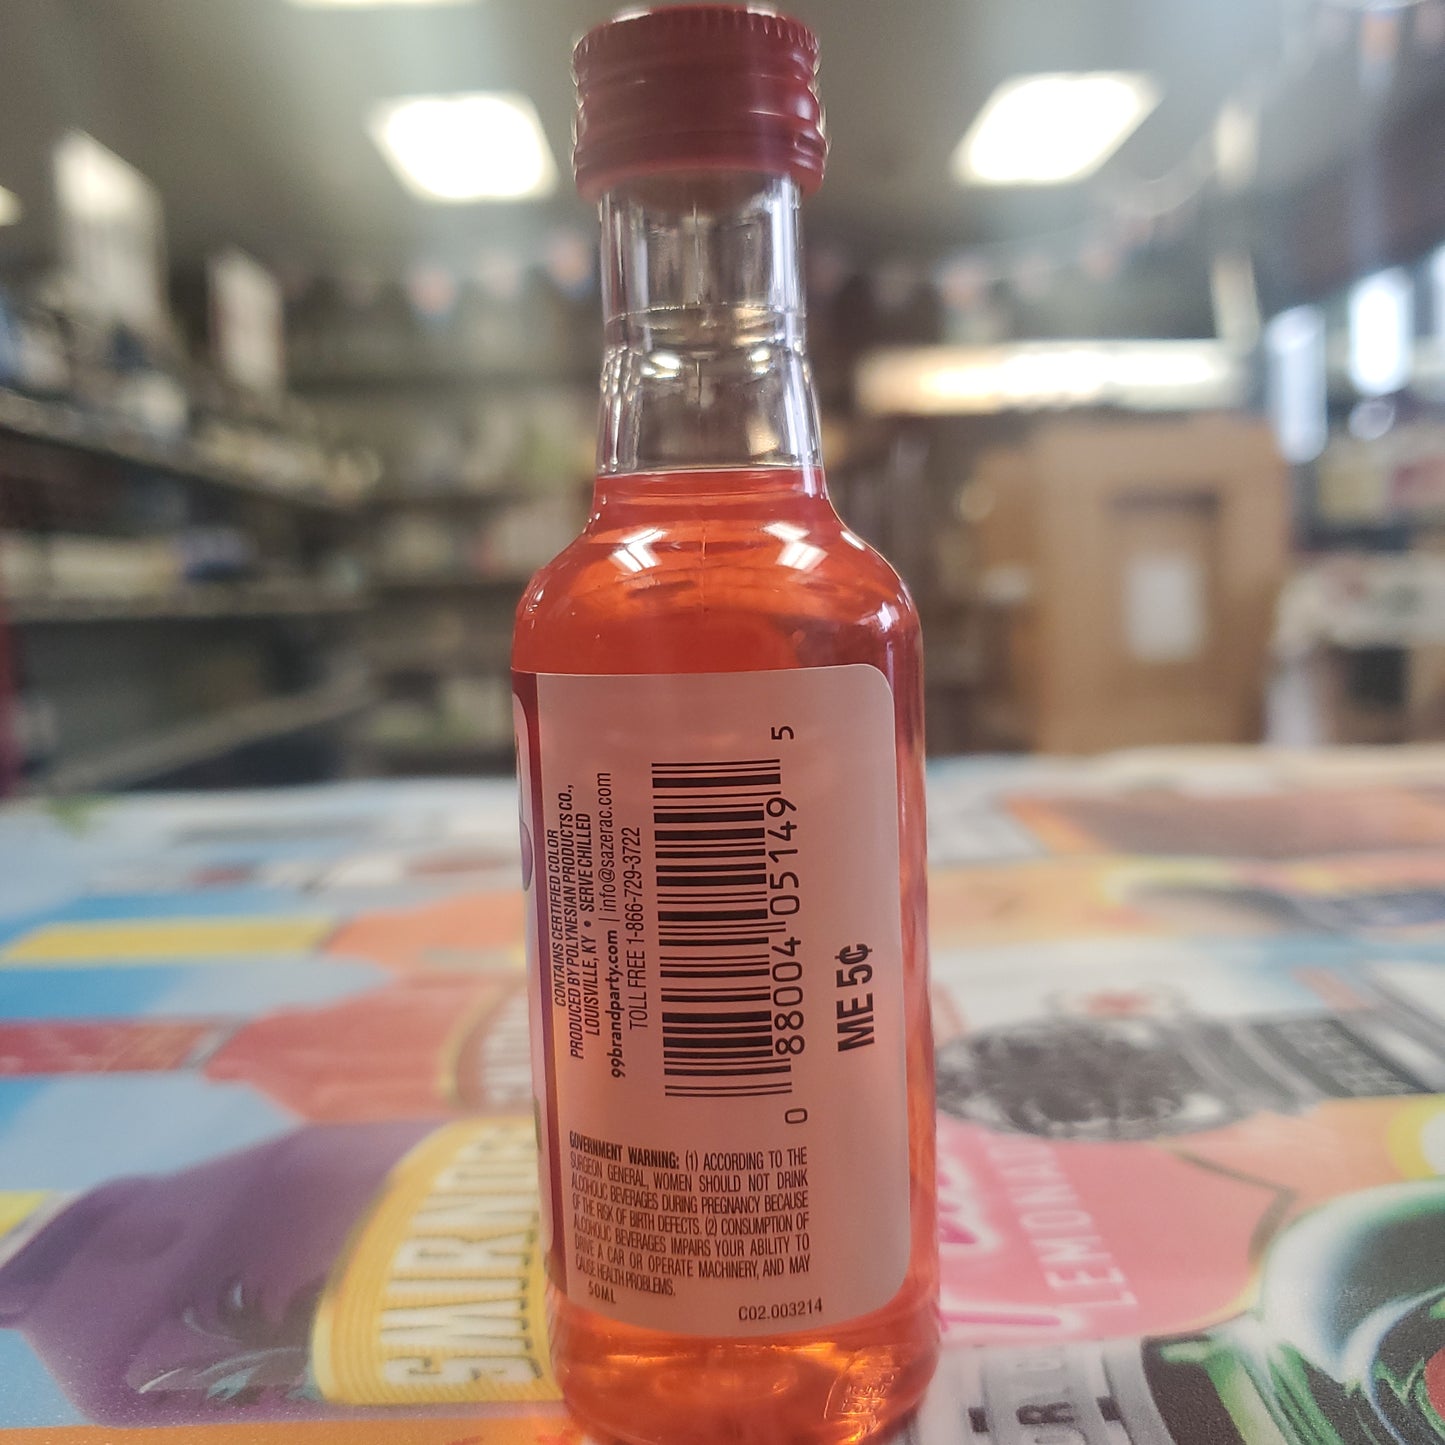 CONTAINS CERTIFIED COLOR
PRODUCED BY POLYNESIAN PRODUCTS CO.,
LOUISVILLE, KY • SERVE CHILLED
99brandparty.com | info@sazerac.com
TOLL FREE 1-866-729-3722
0 88004 05149 5
ME 5¢
GOVERNMENT WARNING: (1) ACCORDING TO THE
SURGEON GENERAL, WOMEN SHOULD NOT DRINK
ALCOHOLIC BEVERAGES DURING PREGNANCY BECAUSE
OF THE RISK OF BIRTH DEFECTS. (2) CONSUMPTION OF
ALCOHOLIC BEVERAGES IMPAIRS YOUR ABILITY TO
DRIVE A CAR OR OPERATE MACHINERY, AND MAY
CAUSE HEALTH PROBLEMS.
50ML
C02.003214
SMIRNOFF
LEMONADE